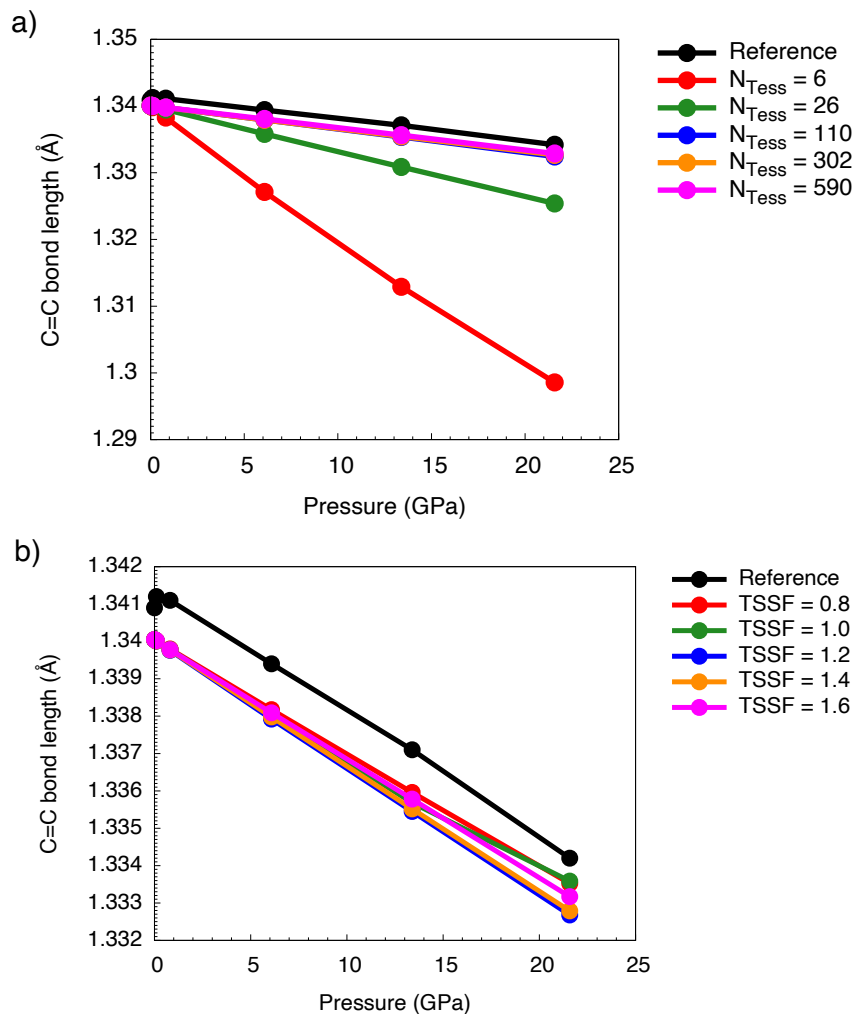 a)
1.35
1.34
1.33
1.32
1.31
1.3
1.29
C=C bond length (Å)
0
5
10
15
20
25
Pressure (GPa)
Reference
N_Tess = 6
N_Tess = 26
N_Tess = 110
N_Tess = 302
N_Tess = 590
b)
1.342
1.341
1.34
1.339
1.338
1.337
1.336
1.335
1.334
1.333
1.332
C=C bond length (Å)
0
5
10
15
20
25
Pressure (GPa)
Reference
TSSF = 0.8
TSSF = 1.0
TSSF = 1.2
TSSF = 1.4
TSSF = 1.6